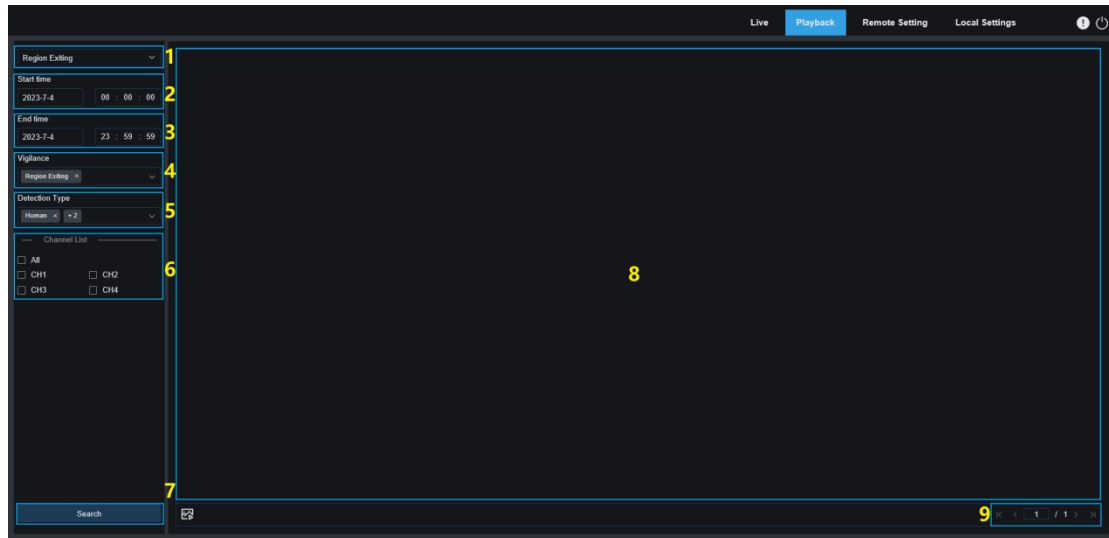 Live Playback Remote Setting Local Settings
Region Exiting 1
Start time
2023-7-4 00 : 00 : 00 2
End time
2023-7-4 23 : 59 : 59 3
Vigilance
Region Exiting × 4
Detection Type
Human × + 2 5
Channel List
All
CH1 CH2 6
CH3 CH4
8
7
Search
9 1 / 1